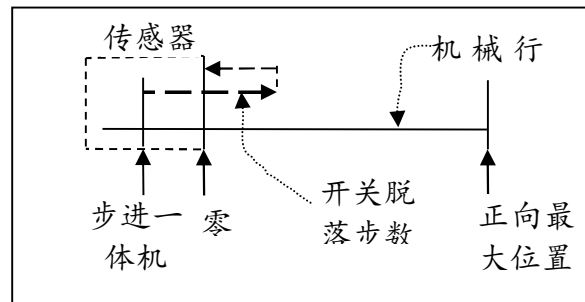 传感器
机械行
开关脱
落步数
步进一
体机
零
正向最
大位置